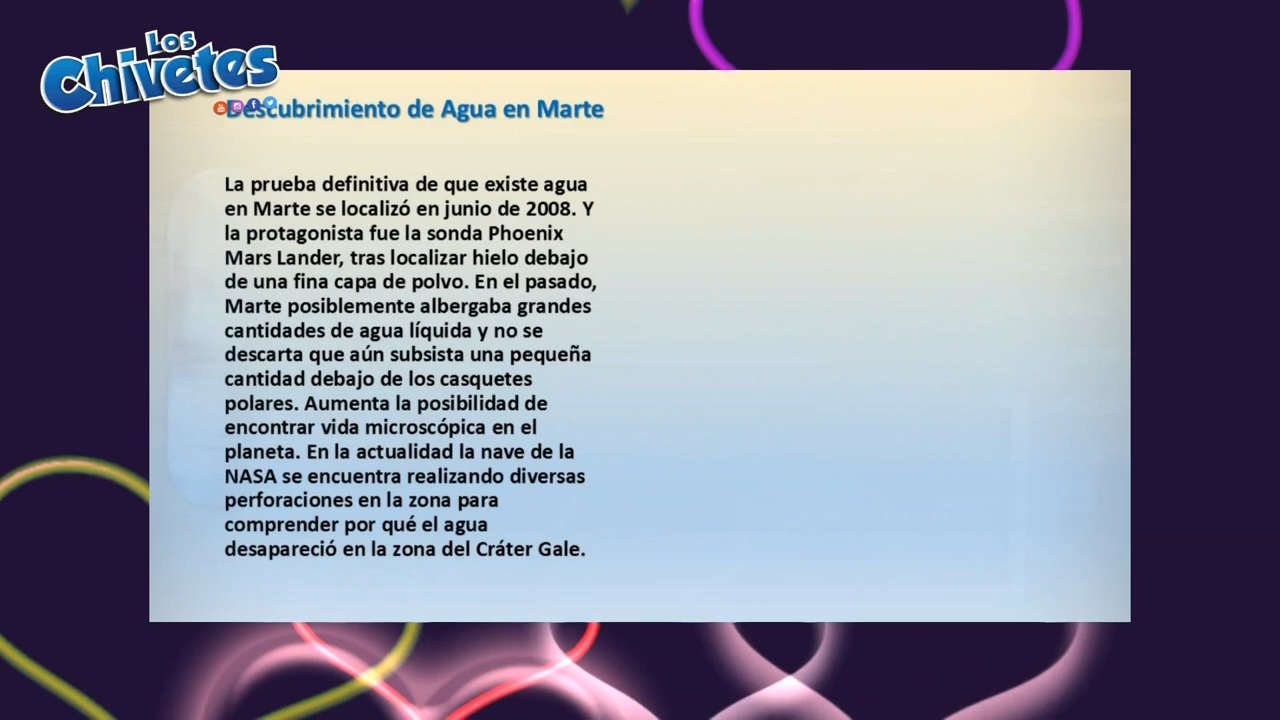 Los
Chivetes
Descubrimiento de Agua en Marte
La prueba definitiva de que existe agua
en Marte se localizó en junio de 2008. Y
la protagonista fue la sonda Phoenix
Mars Lander, tras localizar hielo debajo
de una fina capa de polvo. En el pasado,
Marte posiblemente albergaba grandes
cantidades de agua líquida y no se
descarta que aún subsista una pequeña
cantidad debajo de los casquetes
polares. Aumenta la posibilidad de
encontrar vida microscópica en el
planeta. En la actualidad la nave de la
NASA se encuentra realizando diversas
perforaciones en la zona para
comprender por qué el agua
desapareció en la zona del Cráter Gale.